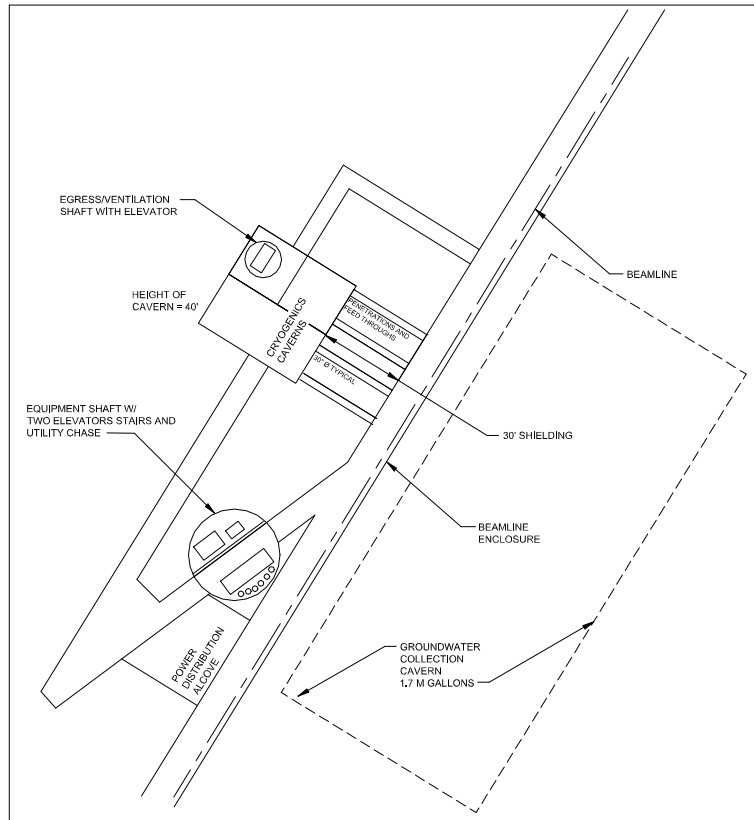 EGRESS/VENTILATION
SHAFT WITH ELEVATOR
BEAMLINE
HEIGHT OF
CAVERN = 40'
CRYOGENICS
CAVERNS
PENETRATIONS AND
FEED THROUGHS
30" Ø TYPICAL
EQUIPMENT SHAFT W/
TWO ELEVATORS STAIRS AND
UTILITY CHASE
30' SHIELDING
BEAMLINE
ENCLOSURE
POWER
DISTRIBUTION
ALCOVE
GROUNDWATER
COLLECTION
CAVERN
1.7 M GALLONS